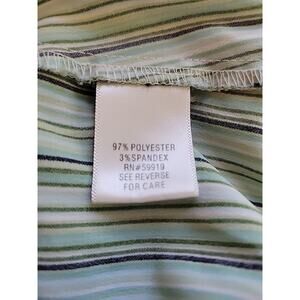 97% POLYESTER
3% SPANDEX
RN#59919
SEE REVERSE
FOR CARE